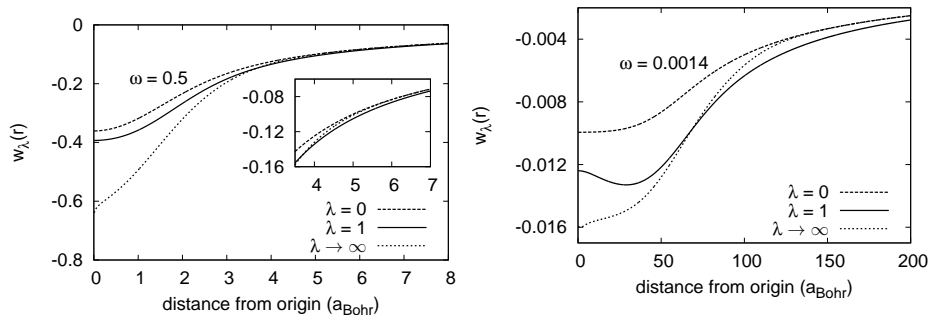 0
-0.2
-0.4
-0.6
-0.8
w_λ(r)
ω = 0.5
-0.08
-0.12
-0.16
4 5 6 7
λ = 0
λ = 1
λ → ∞
0 1 2 3 4 5 6 7 8
distance from origin (a_Bohr)
-0.004
-0.008
-0.012
-0.016
w_λ(r)
ω = 0.0014
λ = 0
λ = 1
λ → ∞
0 50 100 150 200
distance from origin (a_Bohr)